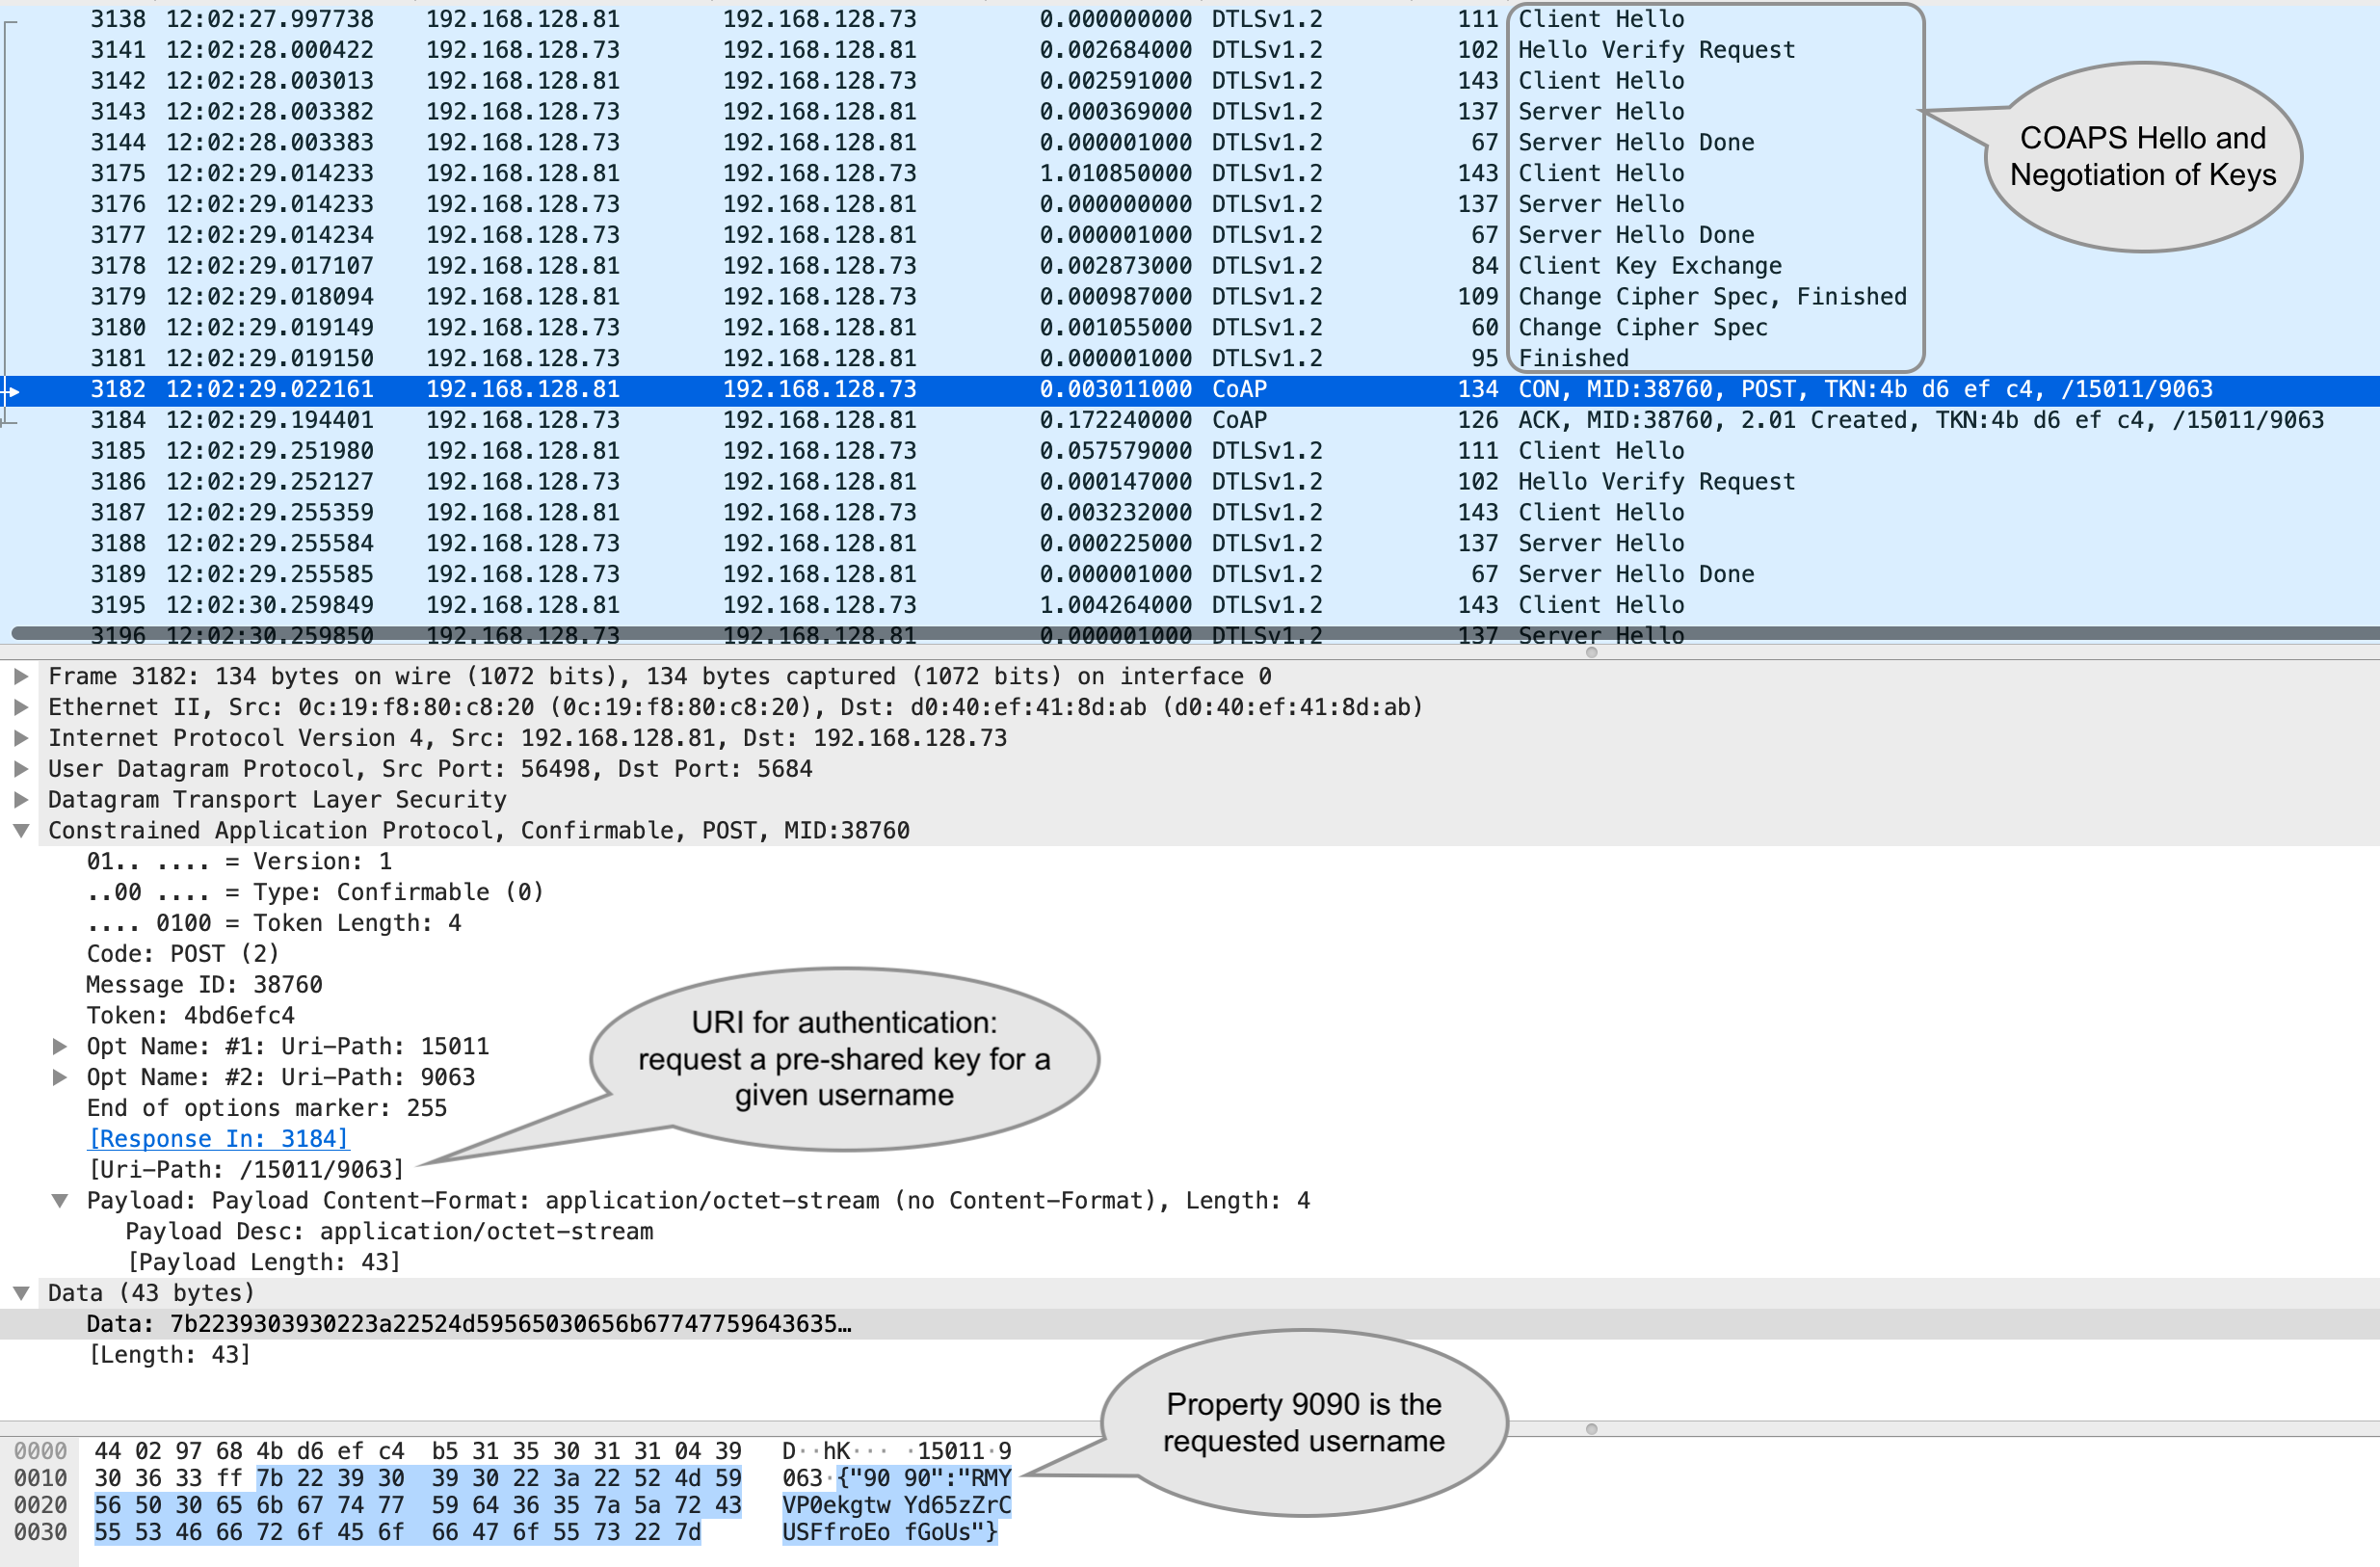 3138 12:02:27.997738 192.168.128.81 192.168.128.73 0.000000000 DTLSv1.2 111 Client Hello
3141 12:02:28.000422 192.168.128.73 192.168.128.81 0.002684000 DTLSv1.2 102 Hello Verify Request
3142 12:02:28.003013 192.168.128.81 192.168.128.73 0.002591000 DTLSv1.2 143 Client Hello
3143 12:02:28.003382 192.168.128.73 192.168.128.81 0.000369000 DTLSv1.2 137 Server Hello
3144 12:02:28.003383 192.168.128.73 192.168.128.81 0.000001000 DTLSv1.2 67 Server Hello Done
3175 12:02:29.014233 192.168.128.81 192.168.128.73 1.010850000 DTLSv1.2 143 Client Hello
3176 12:02:29.014233 192.168.128.73 192.168.128.81 0.000000000 DTLSv1.2 137 Server Hello
3177 12:02:29.014234 192.168.128.73 192.168.128.81 0.000001000 DTLSv1.2 67 Server Hello Done
3178 12:02:29.017107 192.168.128.81 192.168.128.73 0.002873000 DTLSv1.2 84 Client Key Exchange
3179 12:02:29.018094 192.168.128.81 192.168.128.73 0.000987000 DTLSv1.2 109 Change Cipher Spec, Finished
3180 12:02:29.019149 192.168.128.73 192.168.128.81 0.001055000 DTLSv1.2 60 Change Cipher Spec
3181 12:02:29.019150 192.168.128.73 192.168.128.81 0.000001000 DTLSv1.2 95 Finished
3182 12:02:29.022161 192.168.128.81 192.168.128.73 0.003011000 CoAP 134 CON, MID:38760, POST, TKN:4b d6 ef c4, /15011/9063
3184 12:02:29.194401 192.168.128.73 192.168.128.81 0.172240000 CoAP 126 ACK, MID:38760, 2.01 Created, TKN:4b d6 ef c4, /15011/9063
3185 12:02:29.251980 192.168.128.81 192.168.128.73 0.057579000 DTLSv1.2 111 Client Hello
3186 12:02:29.252127 192.168.128.73 192.168.128.81 0.000147000 DTLSv1.2 102 Hello Verify Request
3187 12:02:29.255359 192.168.128.81 192.168.128.73 0.003232000 DTLSv1.2 143 Client Hello
3188 12:02:29.255584 192.168.128.73 192.168.128.81 0.000225000 DTLSv1.2 137 Server Hello
3189 12:02:29.255585 192.168.128.73 192.168.128.81 0.000001000 DTLSv1.2 67 Server Hello Done
3195 12:02:30.259849 192.168.128.81 192.168.128.73 1.004264000 DTLSv1.2 143 Client Hello
3196 12:02:30.259850 192.168.128.73 192.168.128.81 0.000001000 DTLSv1.2 137 Server Hello
COAPS Hello and
Negotiation of Keys
Frame 3182: 134 bytes on wire (1072 bits), 134 bytes captured (1072 bits) on interface 0
Ethernet II, Src: 0c:19:f8:80:c8:20 (0c:19:f8:80:c8:20), Dst: d0:40:ef:41:8d:ab (d0:40:ef:41:8d:ab)
Internet Protocol Version 4, Src: 192.168.128.81, Dst: 192.168.128.73
User Datagram Protocol, Src Port: 56498, Dst Port: 5684
Datagram Transport Layer Security
Constrained Application Protocol, Confirmable, POST, MID:38760
01.. .... = Version: 1
..00 .... = Type: Confirmable (0)
.... 0100 = Token Length: 4
Code: POST (2)
Message ID: 38760
Token: 4bd6efc4
Opt Name: #1: Uri-Path: 15011
Opt Name: #2: Uri-Path: 9063
End of options marker: 255
[Response In: 3184]
[Uri-Path: /15011/9063]
URI for authentication:
request a pre-shared key for a
given username
Payload: Payload Content-Format: application/octet-stream (no Content-Format), Length: 4
Payload Desc: application/octet-stream
[Payload Length: 43]
Data (43 bytes)
Data: 7b2239303930223a22524d59565030656b67747759643635…
[Length: 43]
Property 9090 is the
requested username
0000 44 02 97 68 4b d6 ef c4 b5 31 35 30 31 31 04 39 D··hK··· ·15011·9
0010 30 36 33 ff 7b 22 39 30 39 30 22 3a 22 52 4d 59 063·{"90 90":"RMY
0020 56 50 30 65 6b 67 74 77 59 64 36 35 7a 5a 72 43 VP0ekgtw Yd65zZrC
0030 55 53 46 66 72 6f 45 6f 66 47 6f 55 73 22 7d USFfroEo fGoUs"}